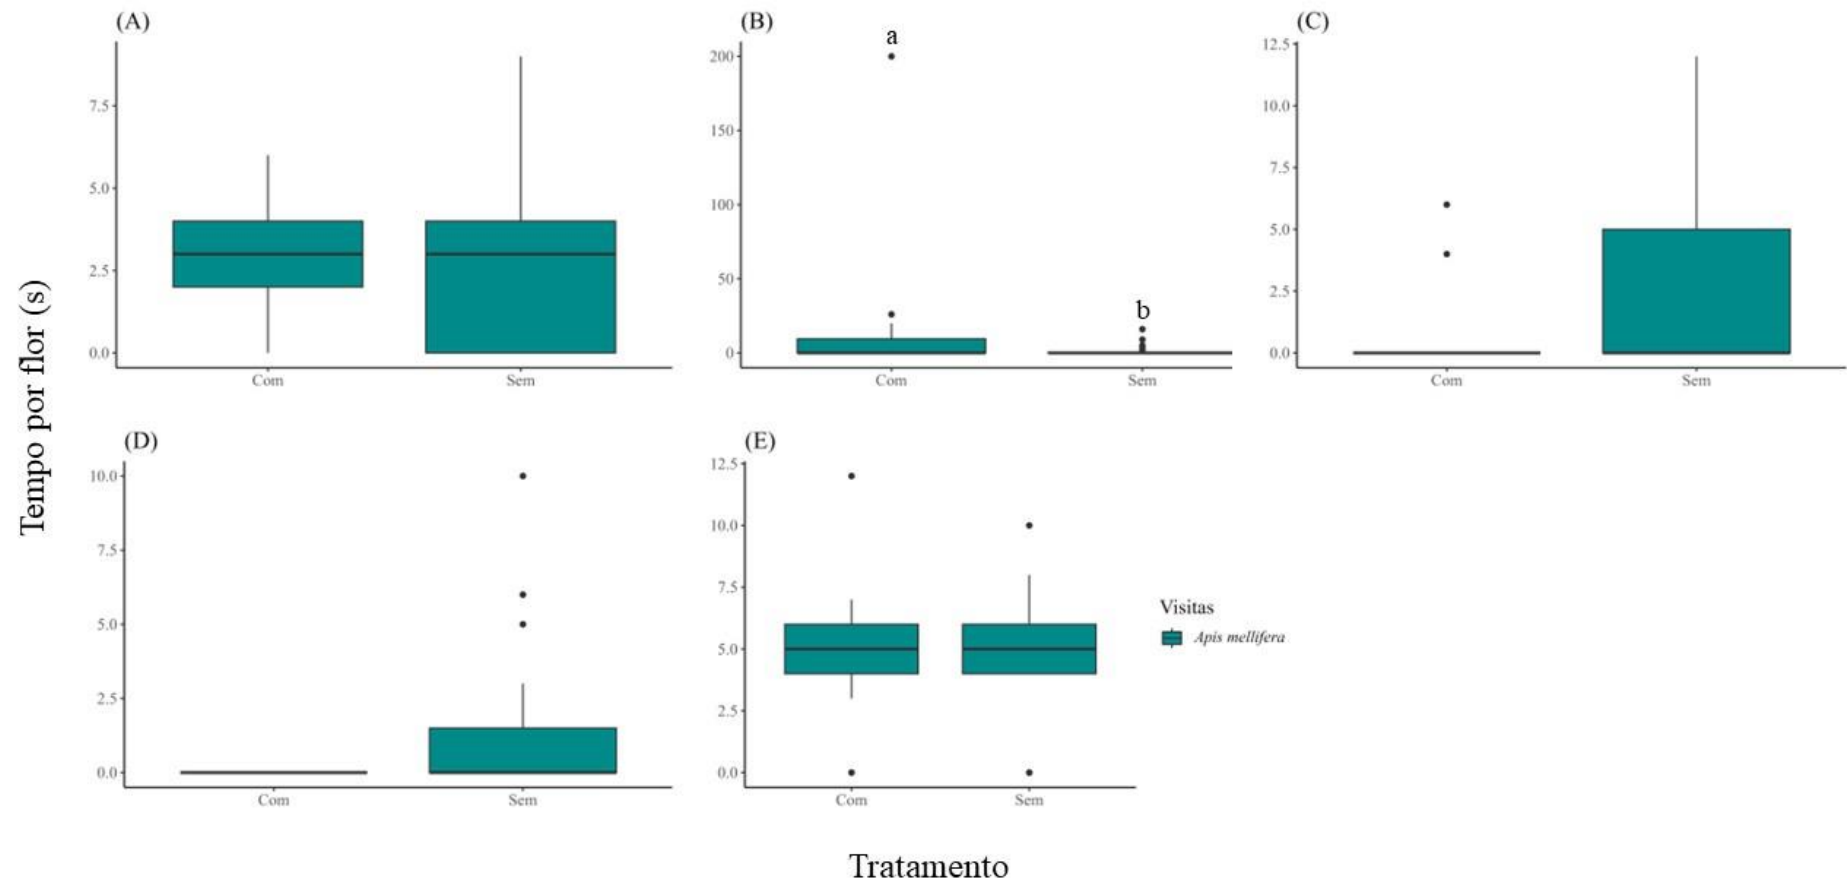 Tempo por flor (s)
(A)
7.5
5.0
2.5
0.0
Com Sem
(B)
a
200
150
100
50
0
b
Com Sem
(C)
12.5
10.0
7.5
5.0
2.5
0.0
Com Sem
(D)
10.0
7.5
5.0
2.5
0.0
Com Sem
(E)
12.5
10.0
7.5
5.0
2.5
0.0
Com Sem
Visitas
Apis mellifera
Tratamento